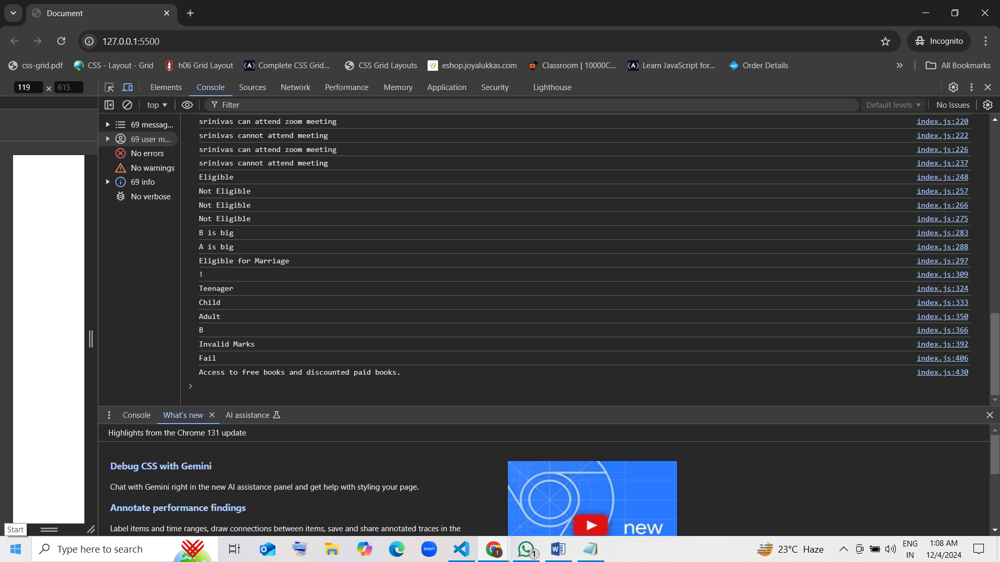 Document
127.0.0.1:5500
Incognito
css-grid.pdf
CSS - Layout - Grid
h06 Grid Layout
Complete CSS Grid...
CSS Grid Layouts
eshop.joyalukkas.com
Classroom | 10000C...
Learn JavaScript for...
Order Details
All Bookmarks
119 × 615
Elements Console Sources Network Performance Memory Application Security Lighthouse
top Filter Default levels No Issues
69 messag...
69 user m...
No errors
No warnings
69 info
No verbose
srinivas can attend zoom meeting index.js:220
srinivas cannot attend meeting index.js:222
srinivas can attend zoom meeting index.js:226
srinivas cannot attend meeting index.js:237
Eligible index.js:248
Not Eligible index.js:257
Not Eligible index.js:266
Not Eligible index.js:275
B is big index.js:283
A is big index.js:288
Eligible for Marriage index.js:297
! index.js:309
Teenager index.js:324
Child index.js:333
Adult index.js:350
B index.js:366
Invalid Marks index.js:392
Fail index.js:406
Access to free books and discounted paid books. index.js:430
Console What's new AI assistance
Highlights from the Chrome 131 update
Debug CSS with Gemini
Chat with Gemini right in the new AI assistance panel and get help with styling your page.
Annotate performance findings
Label items and time ranges, draw connections between items, save and share annotated traces in the
new
Start
Type here to search
zoom
t
1
23°C Haze
ENG
IN
1:08 AM
12/4/2024